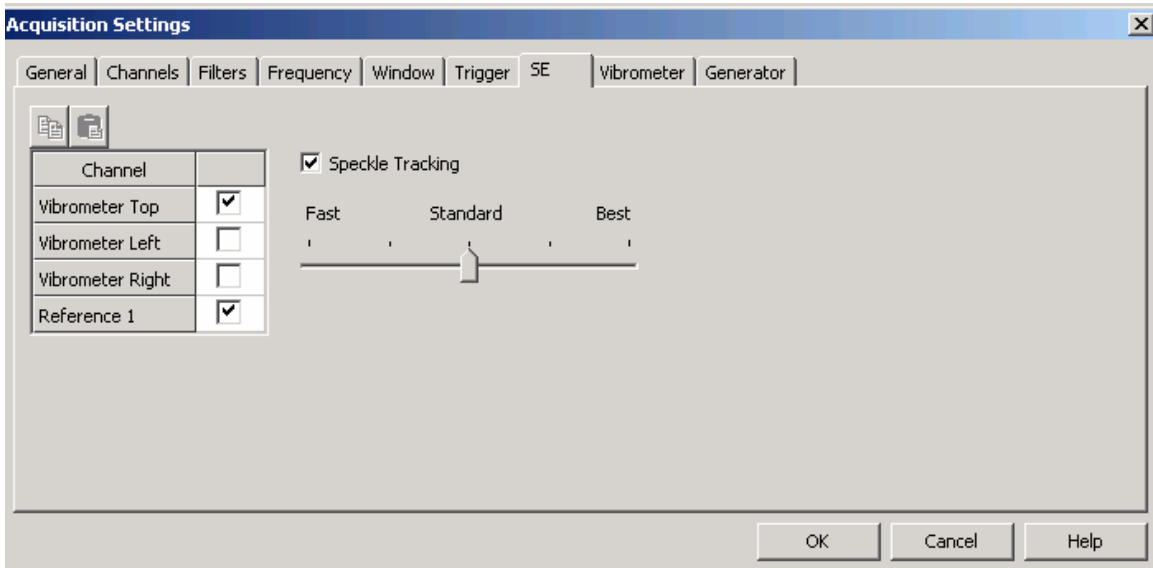 Acquisition Settings
General Channels Filters Frequency Window Trigger SE Vibrometer Generator
Channel
Vibrometer Top
Vibrometer Left
Vibrometer Right
Reference 1
Speckle Tracking
Fast Standard Best
OK Cancel Help